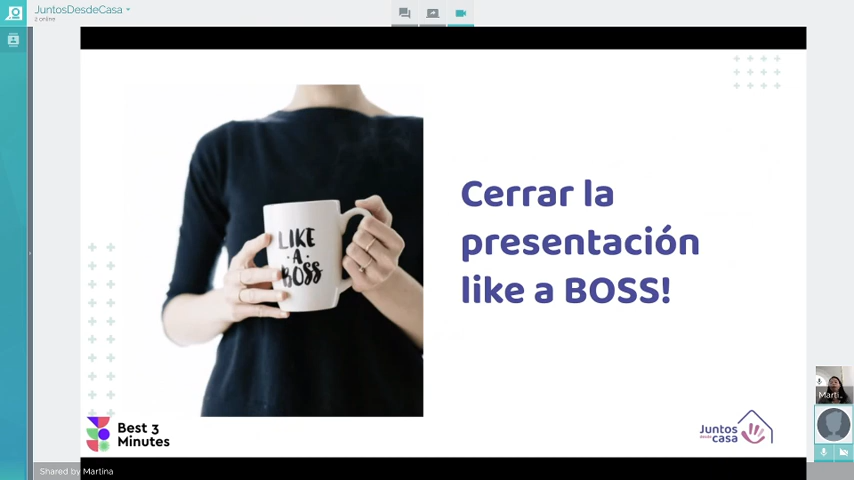 JuntosDesdeCasa
2 online
LIKE
A
BOSS
Cerrar la
presentación
like a BOSS!
Best 3
Minutes
Juntos
desde
casa
Marti...
Shared by Martina